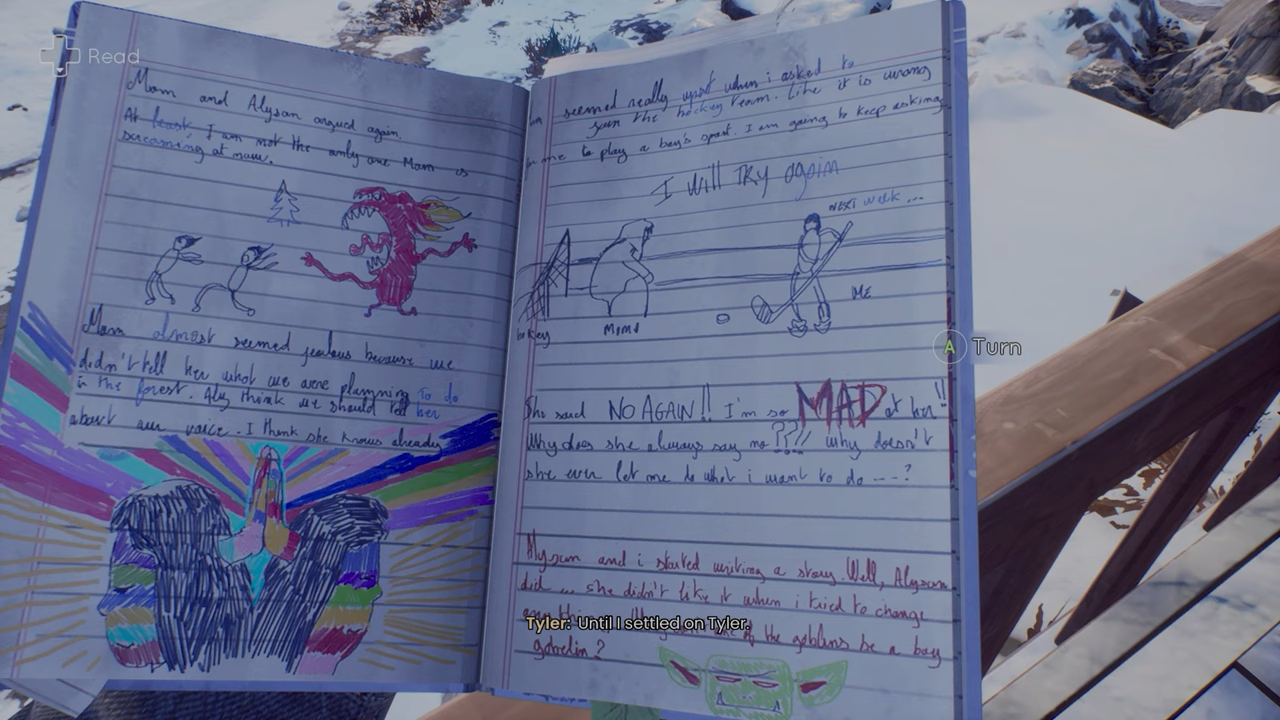 Read
Mom and Alyson argued again.
At least I am not the only one Mom is
screaming at now.
Mom almost seemed jealous because we
didn't tell her what we were planning to do
in the forest. Aly think we should tell her
about our voice. I think she knows already
seemed really upset when i asked to
join the hockey team. Like it is wrong
me to play a boy's sport. I am going to keep asking
I will TRY again
NEXT week ...
ME
Mom
She said NO AGAIN!! I'm so MAD at her!!
Why does she always say no??!! why doesn't
she ever let me do what i want to do ---?
Alyson and i started writing a story. Well, Alyson
did ... she didn't like it when i tried to change
of the goblins be a boy
gobelin?
Turn
Tyler: Until I settled on Tyler.